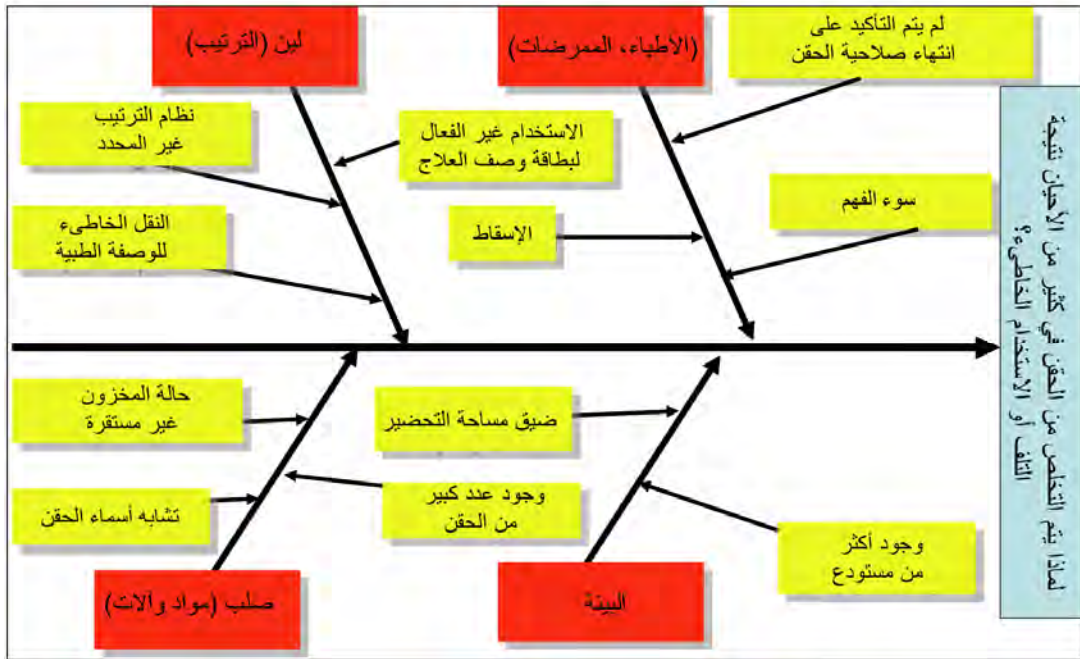 لم يتم التأكيد على
انتهاء صلاحية الحقن
(الأطباء، الممرضات)
لين (الترتيب)
نظام الترتيب
غير المحدد
الاستخدام غير الفعال
لبطاقة وصف العلاج
سوء الفهم
الإسقاط
النقل الخاطىء
للوصفة الطبية
لماذا يتم التخلص من الحقن في كثير من الأحيان نتيجة
التلف أو الاستخدام الخاطىء؟
حالة المخزون
غير مستقرة
ضيق مساحة التحضير
تشابه أسماء الحقن
وجود عدد كبير
من الحقن
وجود أكثر
من مستودع
صلب (مواد وآلات)
البيئة